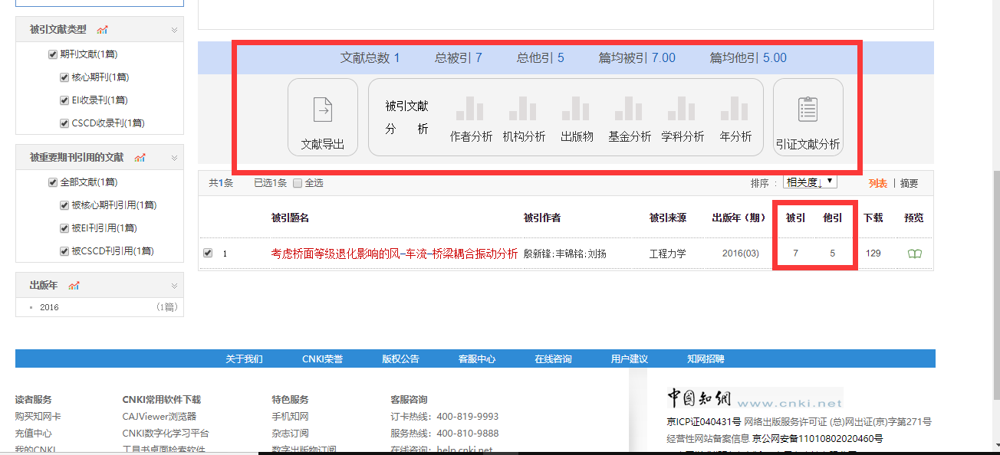 被引文献类型
期刊文献(1篇)
核心期刊(1篇)
EI收录刊(1篇)
CSCD收录刊(1篇)
被重要期刊引用的文献
全部文献(1篇)
被核心期刊引用(1篇)
被EI刊引用(1篇)
被CSCD刊引用(1篇)
出版年
2016 (1篇)
文献总数 1 总被引 7 总他引 5 篇均被引 7.00 篇均他引 5.00
文献导出
被引文献
分 析
作者分析 机构分析 出版物 基金分析 学科分析 年分析
引证文献分析
共1条 已选1条 全选 排序 : 相关度↓ 列表 | 摘要
被引题名 被引作者 被引来源 出版年（期） 被引 他引 下载 预览
1 考虑桥面等级退化影响的风-车流-桥梁耦合振动分析 殷新锋;丰锦铭;刘扬 工程力学 2016(03) 7 5 129
关于我们 CNKI荣誉 版权公告 客服中心 在线咨询 用户建议 知网招聘
读者服务
购买知网卡
充值中心
我的CNKI
CNKI常用软件下载
CAJViewer浏览器
CNKI数字化学习平台
工具书桌面检索软件
特色服务
手机知网
杂志订阅
数字出版物订阅
客服咨询
订卡热线：400-819-9993
服务热线：400-810-9888
在线咨询：help.cnki.net
中国知网 www.cnki.net
京ICP证040431号 网络出版服务许可证 (总)网出证(京)字第271号
经营性网站备案信息 京公网安备11010802020460号